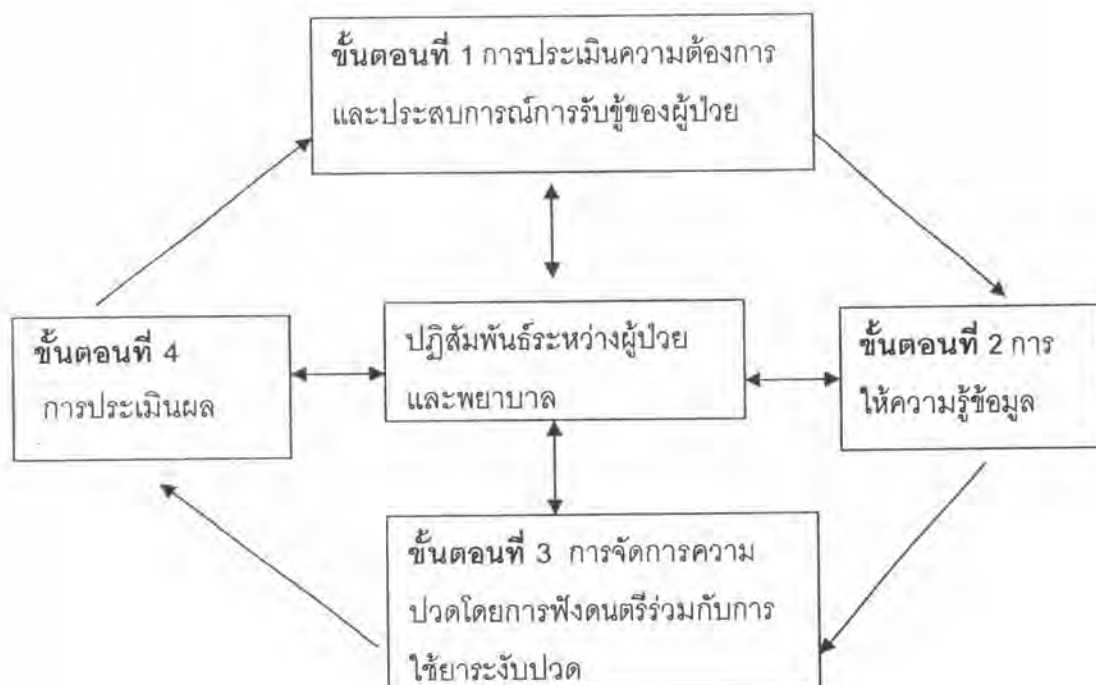 ขั้นตอนที่ 1 การประเมินความต้องการ
และประสบการณ์การรับขู้ของผู้ป่วย
ปฏิสัมพันธ์ระหว่างผู้ป่วย
และพยาบาล
ขั้นตอนที่ 4
การประเมินผล
ขั้นตอนที่ 2 การ
ให้ความรู้ข้อมูล
ขั้นตอนที่ 3 การจัดการความ
ปวดโดยการฟังดนตรีร่วมกับการ
ใช้ยาระงับปวด